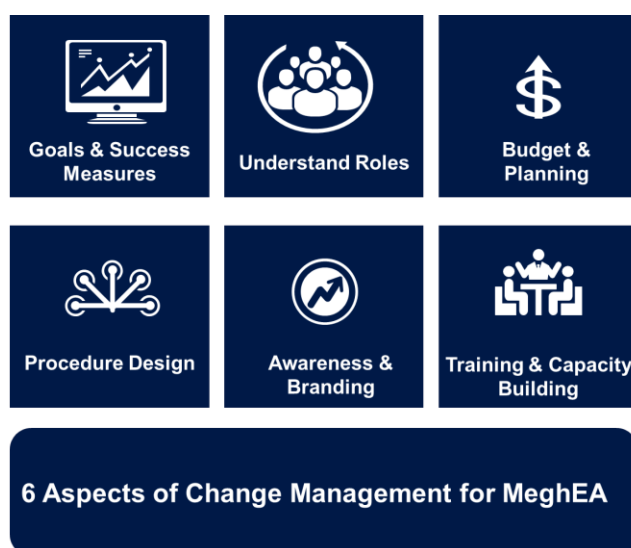 Goals & Success
Measures
Understand Roles
Budget &
Planning
Procedure Design
Awareness &
Branding
Training & Capacity
Building
6 Aspects of Change Management for MeghEA